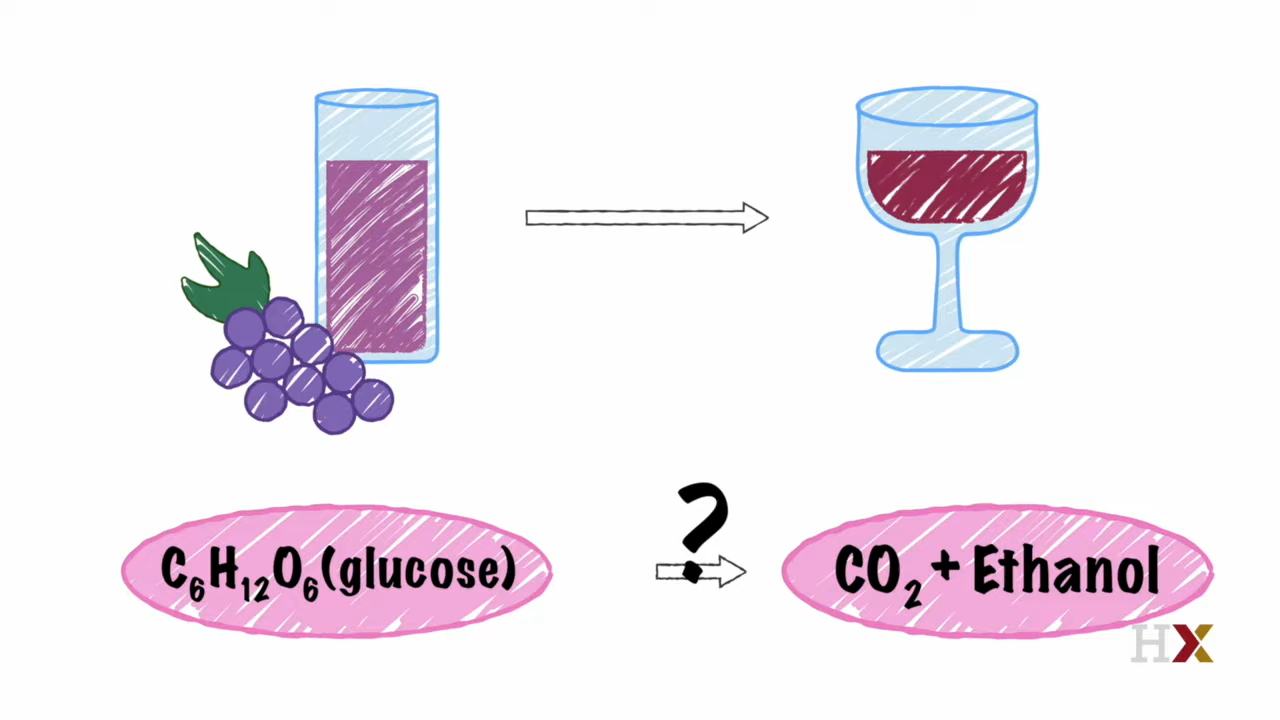 C₆H₁₂O₆(glucose)
?
CO₂ + Ethanol
HX